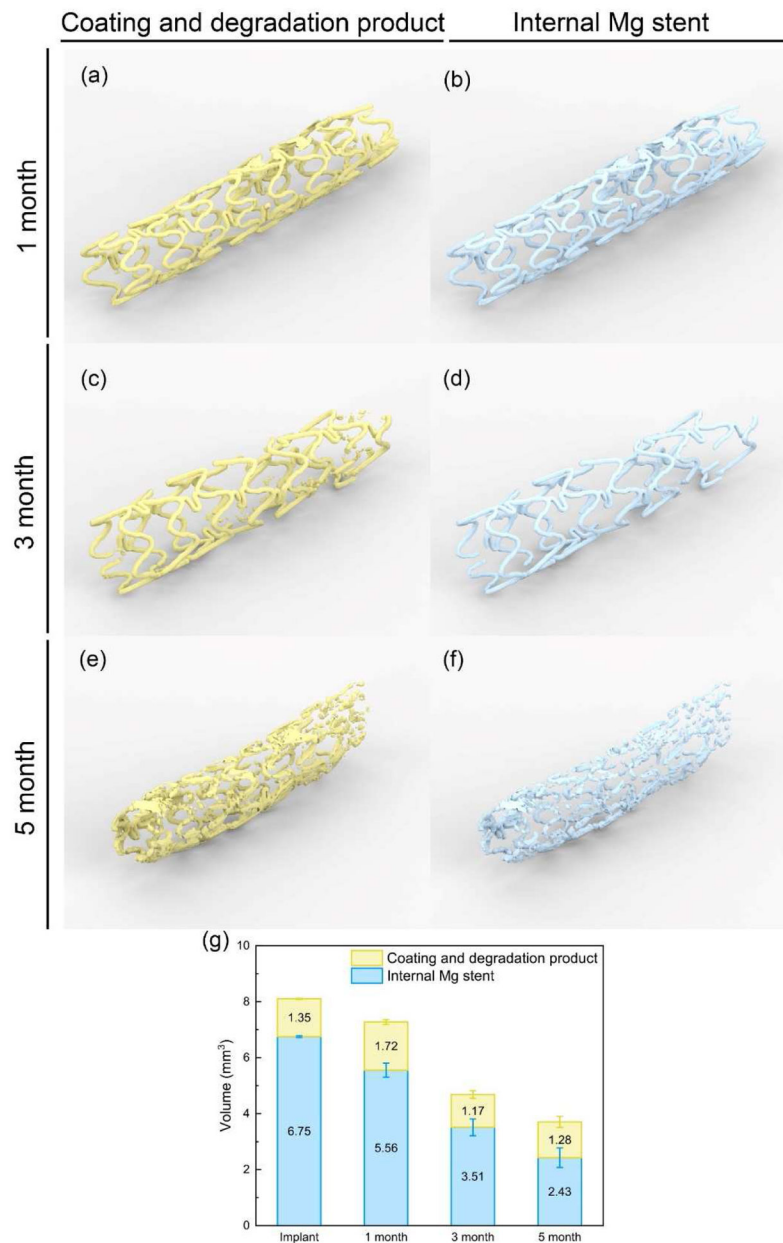 Coating and degradation product
Internal Mg stent
1 month
(a)
(b)
3 month
(c)
(d)
5 month
(e)
(f)
(g)
10
8
6
4
2
0
Volume (mm³)
Coating and degradation product
Internal Mg stent
1.35
6.75
1.72
5.56
1.17
3.51
1.28
2.43
Implant
1 month
3 month
5 month